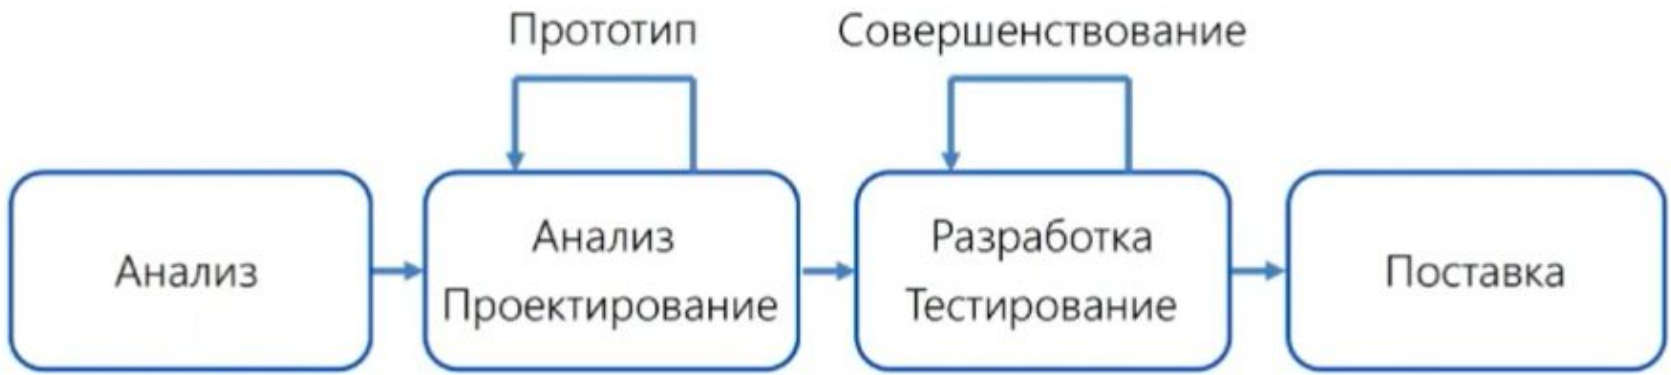 Прототип
Совершенствование
Анализ
Анализ
Проектирование
Разработка
Тестирование
Поставка